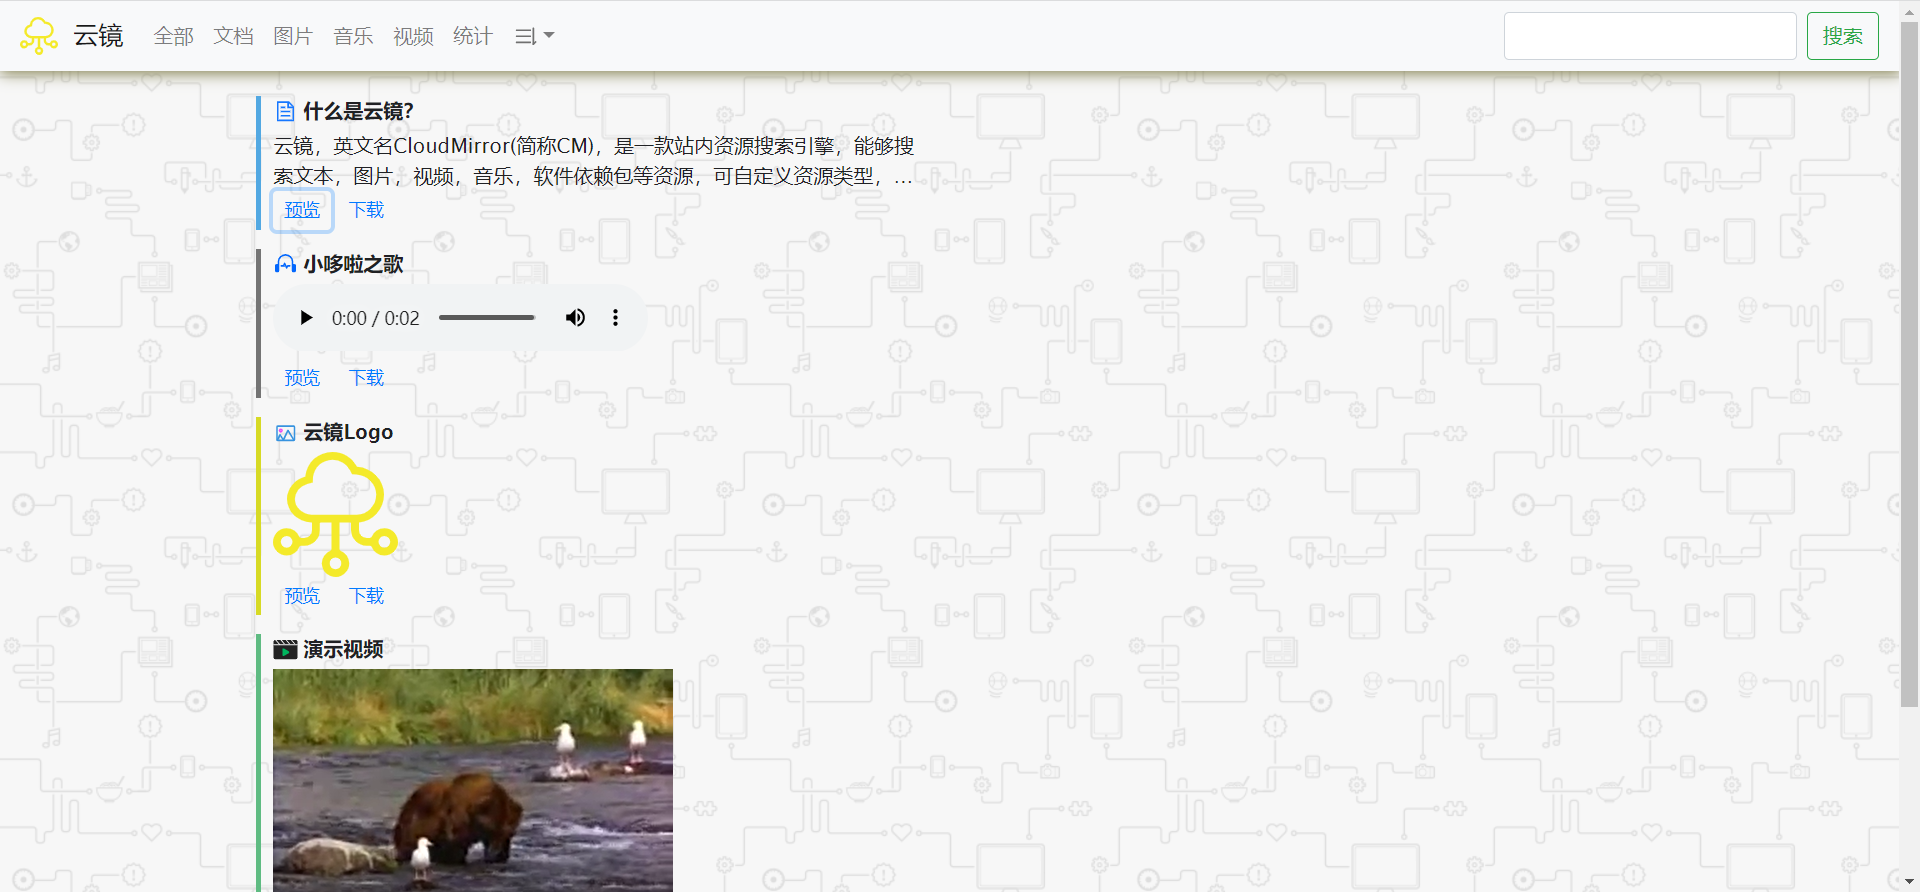 云镜 全部 文档 图片 音乐 视频 统计 搜索
什么是云镜?
云镜，英文名CloudMirror(简称CM)，是一款站内资源搜索引擎，能够搜
索文本，图片，视频，音乐，软件依赖包等资源，可自定义资源类型，...
预览 下载
小哆啦之歌
0:00 / 0:02
预览 下载
云镜Logo
预览 下载
演示视频